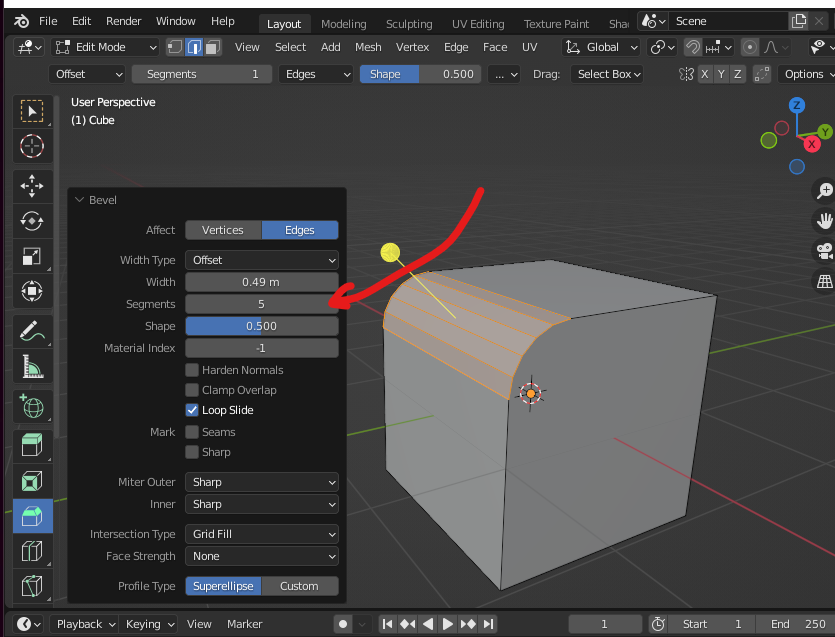 File Edit Render Window Help Layout Modeling Sculpting UV Editing Texture Paint Sha Scene
Edit Mode View Select Add Mesh Vertex Edge Face UV Global
Offset Segments 1 Edges Shape 0.500 ... Drag: Select Box X Y Z Options
User Perspective
(1) Cube
Z
Y
X
Bevel
Affect Vertices Edges
Width Type Offset
Width 0.49 m
Segments 5
Shape 0.500
Material Index -1
Harden Normals
Clamp Overlap
Loop Slide
Mark Seams
Sharp
Miter Outer Sharp
Inner Sharp
Intersection Type Grid Fill
Face Strength None
Profile Type Superellipse Custom
Playback Keying View Marker 1 Start 1 End 250